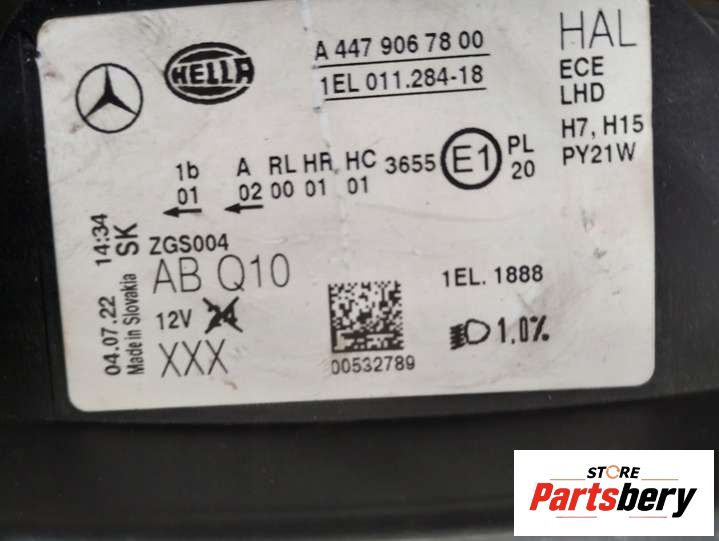 HELLA
A 447 906 78 00
1EL 011.284-18
HAL
ECE
LHD
H7, H15
PY21W
1b A RL HR HC 3655 E1 PL
01 02 00 01 01 20
ZGS004
AB Q10
12V 24
XXX
04.07.22 14:34
Made in Slovakia SK
00532789
1EL. 1888
1,0%
STORE
Partsbery